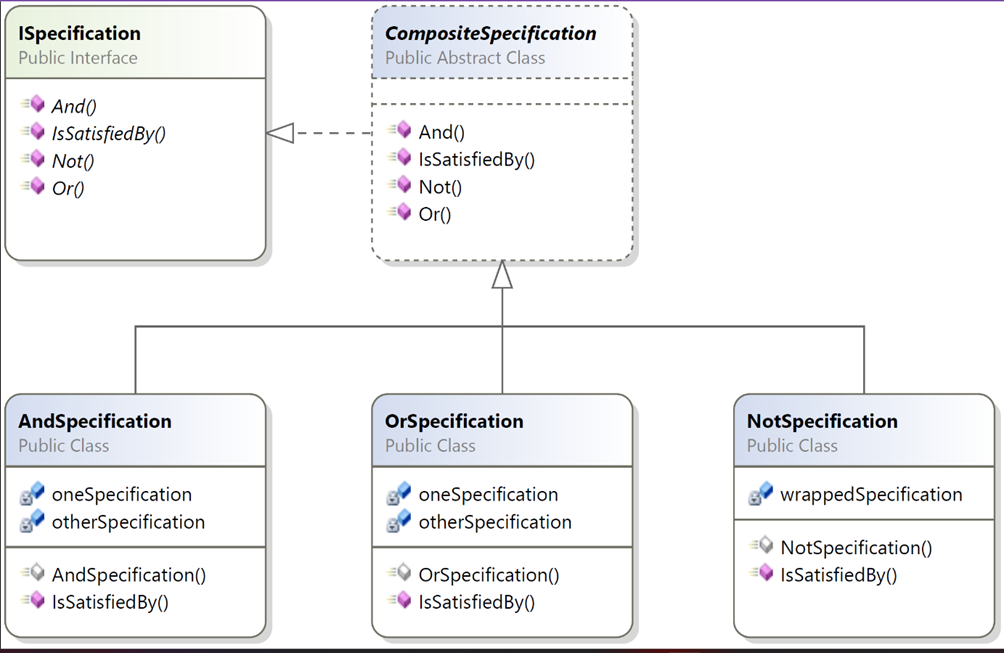 ISpecification
Public Interface
And()
IsSatisfiedBy()
Not()
Or()
CompositeSpecification
Public Abstract Class
And()
IsSatisfiedBy()
Not()
Or()
AndSpecification
Public Class
oneSpecification
otherSpecification
AndSpecification()
IsSatisfiedBy()
OrSpecification
Public Class
oneSpecification
otherSpecification
OrSpecification()
IsSatisfiedBy()
NotSpecification
Public Class
wrappedSpecification
NotSpecification()
IsSatisfiedBy()